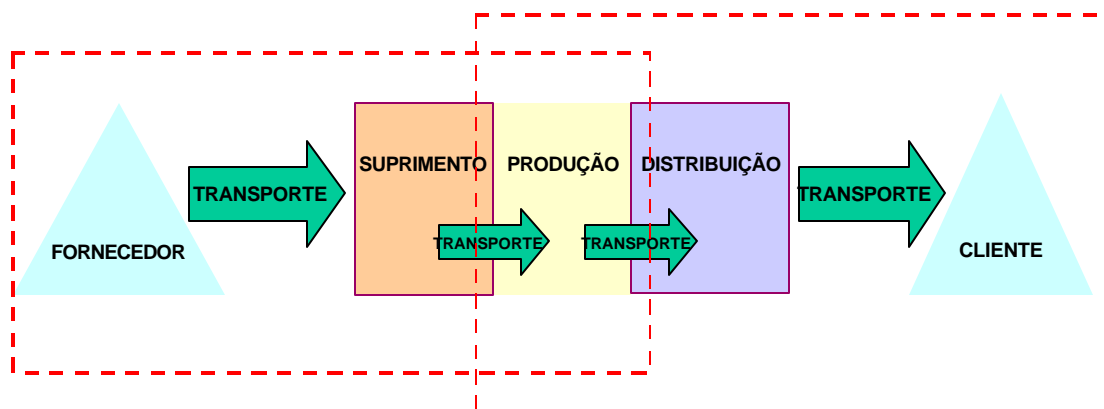 SUPRIMENTO
PRODUÇÃO
DISTRIBUIÇÃO
TRANSPORTE
TRANSPORTE
TRANSPORTE
TRANSPORTE
FORNECEDOR
CLIENTE